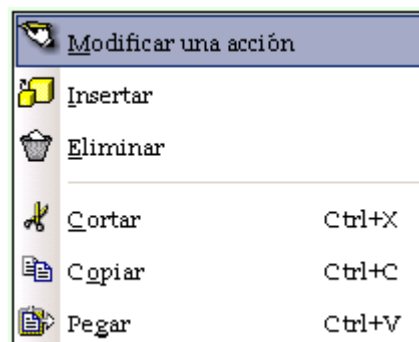 Modificar una acción
Insertar
Eliminar
Cortar Ctrl+X
Copiar Ctrl+C
Pegar Ctrl+V